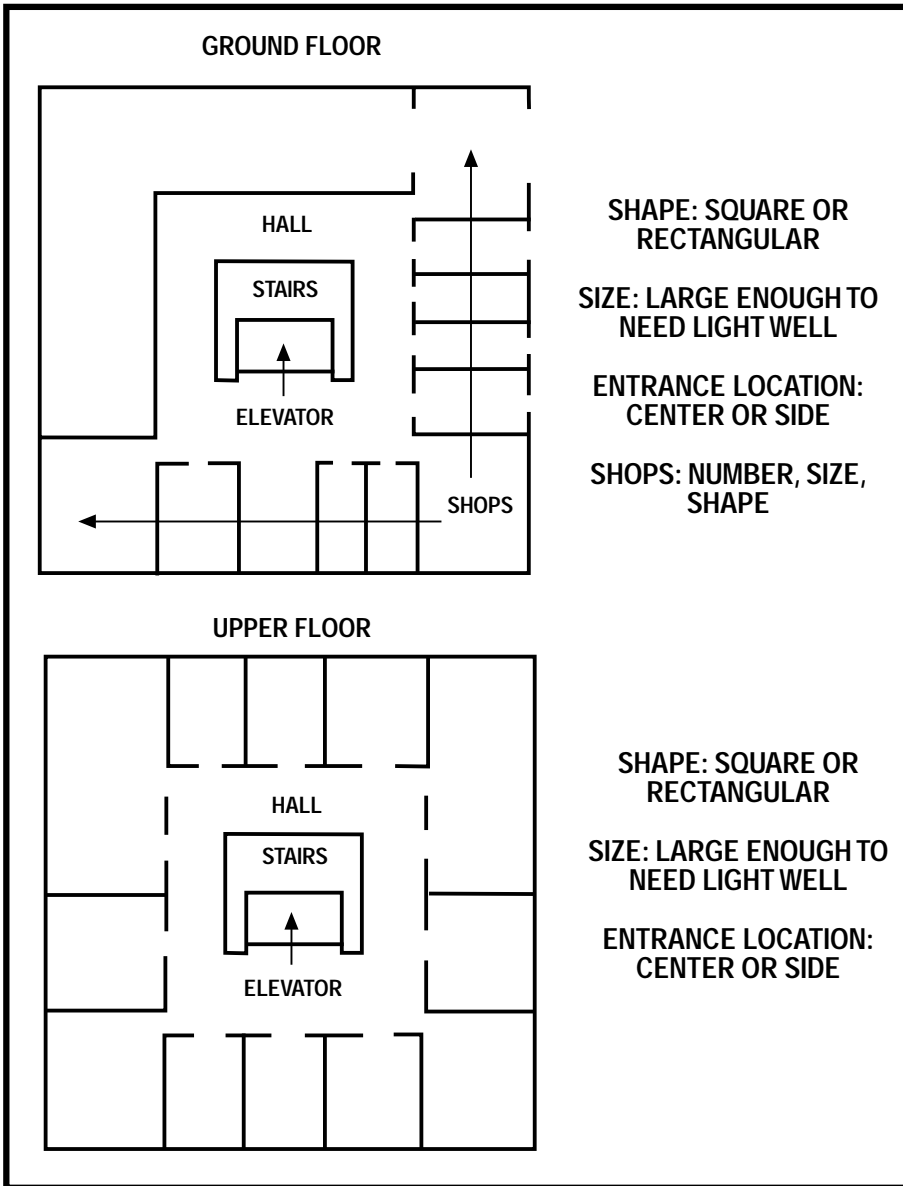 GROUND FLOOR
HALL
STAIRS
ELEVATOR
SHOPS
SHAPE: SQUARE OR
RECTANGULAR
SIZE: LARGE ENOUGH TO
NEED LIGHT WELL
ENTRANCE LOCATION:
CENTER OR SIDE
SHOPS: NUMBER, SIZE,
SHAPE
UPPER FLOOR
HALL
STAIRS
ELEVATOR
SHAPE: SQUARE OR
RECTANGULAR
SIZE: LARGE ENOUGH TO
NEED LIGHT WELL
ENTRANCE LOCATION:
CENTER OR SIDE